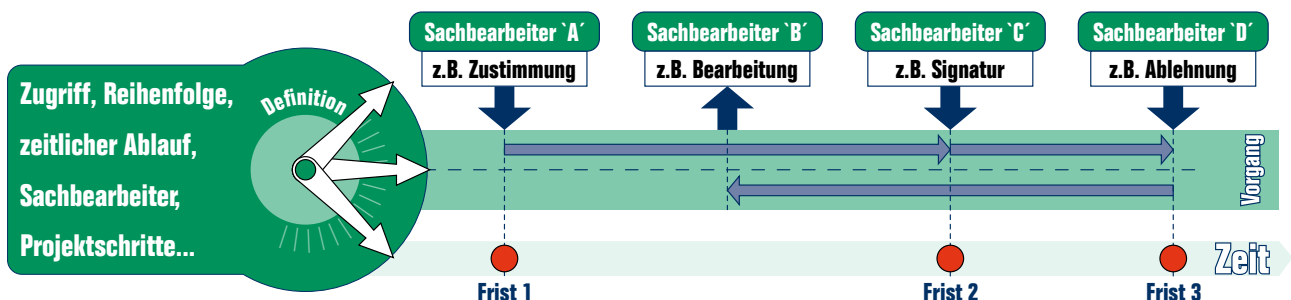 Zugriff, Reihenfolge,
zeitlicher Ablauf,
Sachbearbeiter,
Projektschritte...
Definition
Sachbearbeiter `A´
z.B. Zustimmung
Sachbearbeiter `B´
z.B. Bearbeitung
Sachbearbeiter `C´
z.B. Signatur
Sachbearbeiter `D´
z.B. Ablehnung
Vorgang
Zeit
Frist 1
Frist 2
Frist 3